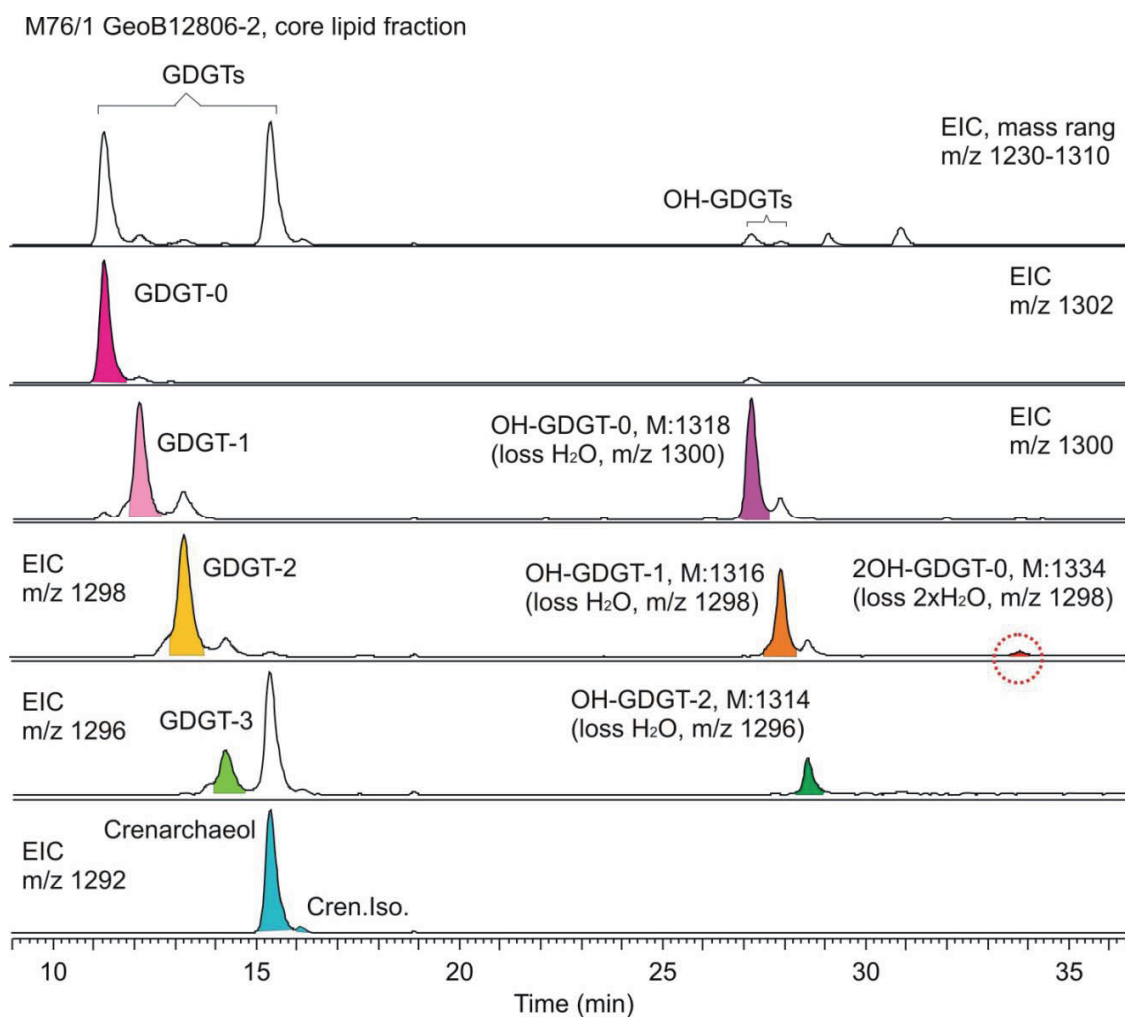 M76/1 GeoB12806-2, core lipid fraction
GDGTs
EIC, mass rang
m/z 1230-1310
OH-GDGTs
GDGT-0
EIC
m/z 1302
GDGT-1
OH-GDGT-0, M:1318
(loss H₂O, m/z 1300)
EIC
m/z 1300
EIC
m/z 1298
GDGT-2
OH-GDGT-1, M:1316
(loss H₂O, m/z 1298)
2OH-GDGT-0, M:1334
(loss 2xH₂O, m/z 1298)
EIC
m/z 1296
GDGT-3
OH-GDGT-2, M:1314
(loss H₂O, m/z 1296)
EIC
m/z 1292
Crenarchaeol
Cren.Iso.
10 15 20 25 30 35
Time (min)